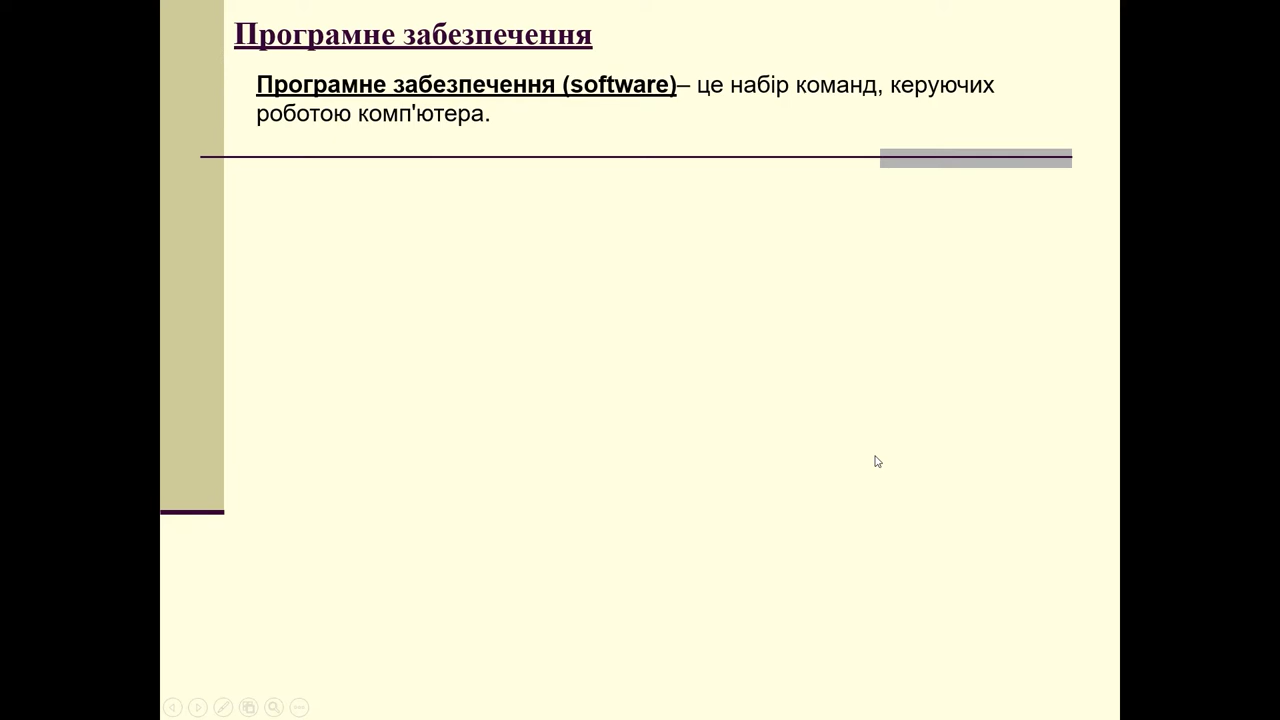 Програмне забезпечення
Програмне забезпечення (software)– це набір команд, керуючих
роботою комп'ютера.